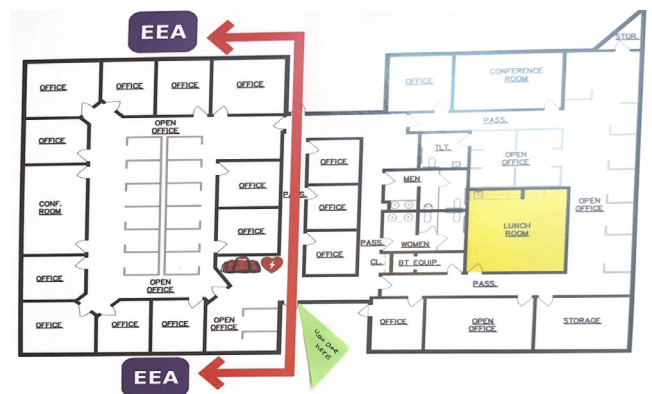 EEA
STOR.
OFFICE
OFFICE
OFFICE
OFFICE
OFFICE
CONFERENCE
ROOM
PASS.
OPEN
OFFICE
OFFICE
TLT.
OFFICE
OPEN
OFFICE
MEN
OFFICE
PASS.
OFFICE
CONF.
ROOM
OPEN
OFFICE
OFFICE
LUNCH
ROOM
OFFICE
PASS.
WOMEN
OFFICE
CL.
BT EQUIP.
OFFICE
OPEN
OFFICE
PASS.
OFFICE
OFFICE
OFFICE
OPEN
OFFICE
OFFICE
OPEN
OFFICE
STORAGE
you are
here
EEA